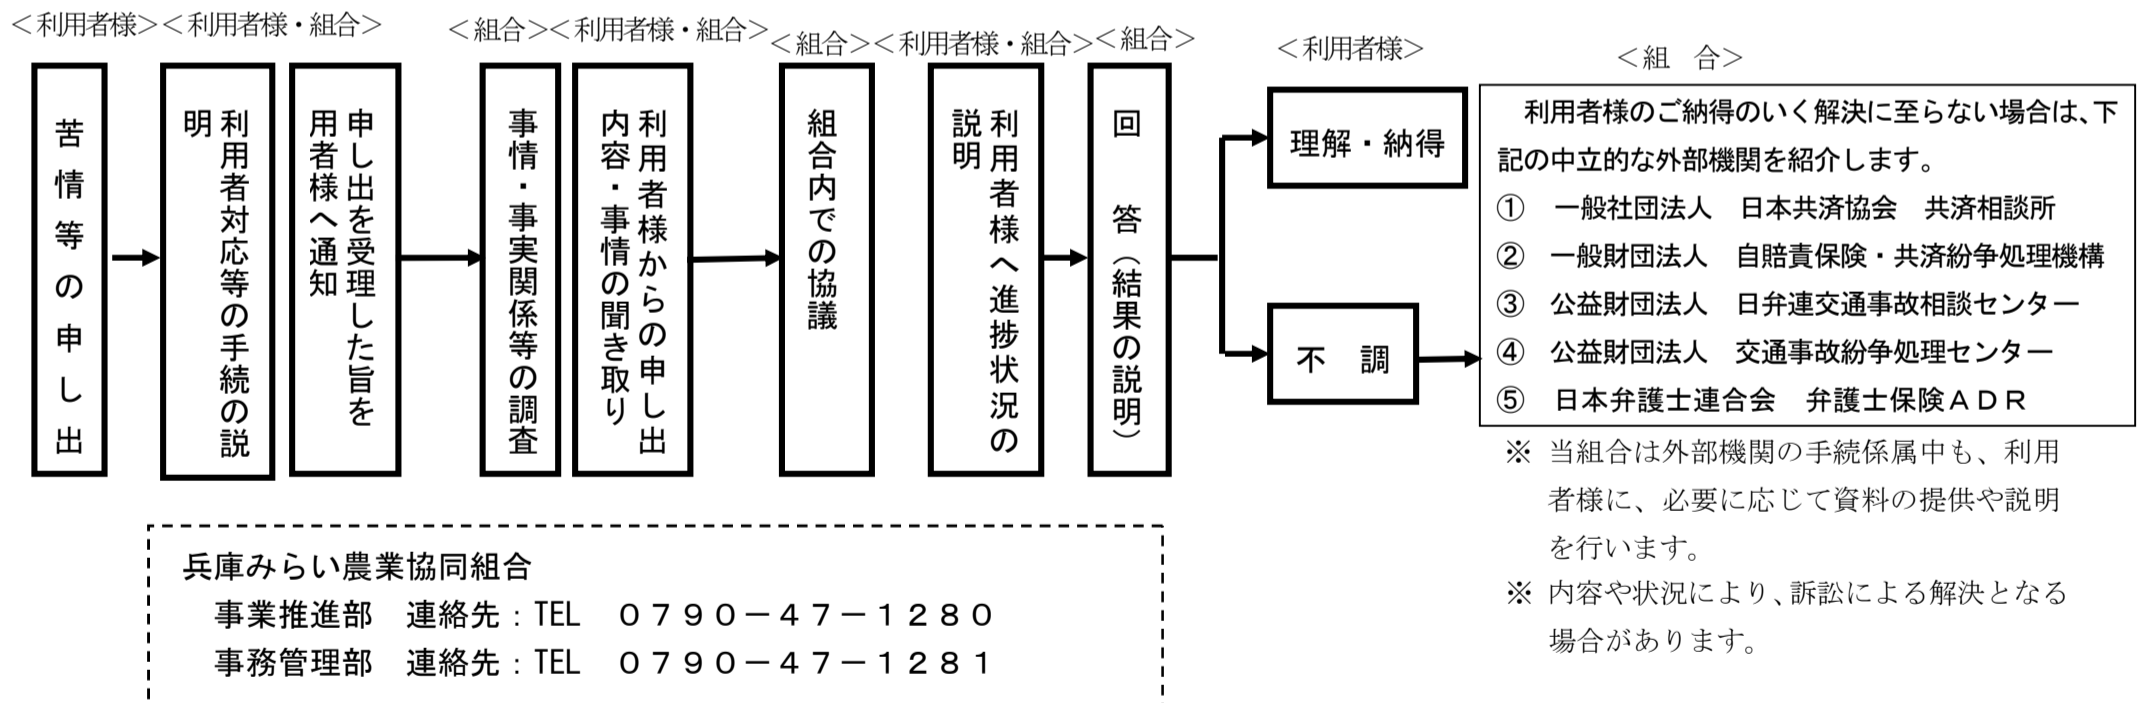 ＜利用者様＞
苦情等の申し出
＜利用者様・組合＞
利用者対応等の手続の説
明
申し出を受理した旨を
用者様へ通知
＜組合＞
事情・事実関係等の調査
＜利用者様・組合＞
利用者様からの申し出
内容・事情の聞き取り
＜組合＞
組合内での協議
＜利用者様・組合＞
利用者様へ進捗状況の
説明
＜組合＞
回　答（結果の説明）
＜利用者様＞
理解・納得
不　調
＜組　合＞
利用者様のご納得のいく解決に至らない場合は、下
記の中立的な外部機関を紹介します。
①　一般社団法人　日本共済協会　共済相談所
②　一般財団法人　自賠責保険・共済紛争処理機構
③　公益財団法人　日弁連交通事故相談センター
④　公益財団法人　交通事故紛争処理センター
⑤　日本弁護士連合会　弁護士保険ＡＤＲ
※ 当組合は外部機関の手続係属中も、利用
者様に、必要に応じて資料の提供や説明
を行います。
※ 内容や状況により、訴訟による解決となる
場合があります。
兵庫みらい農業協同組合
事業推進部　連絡先：TEL　０７９０－４７－１２８０
事務管理部　連絡先：TEL　０７９０－４７－１２８１